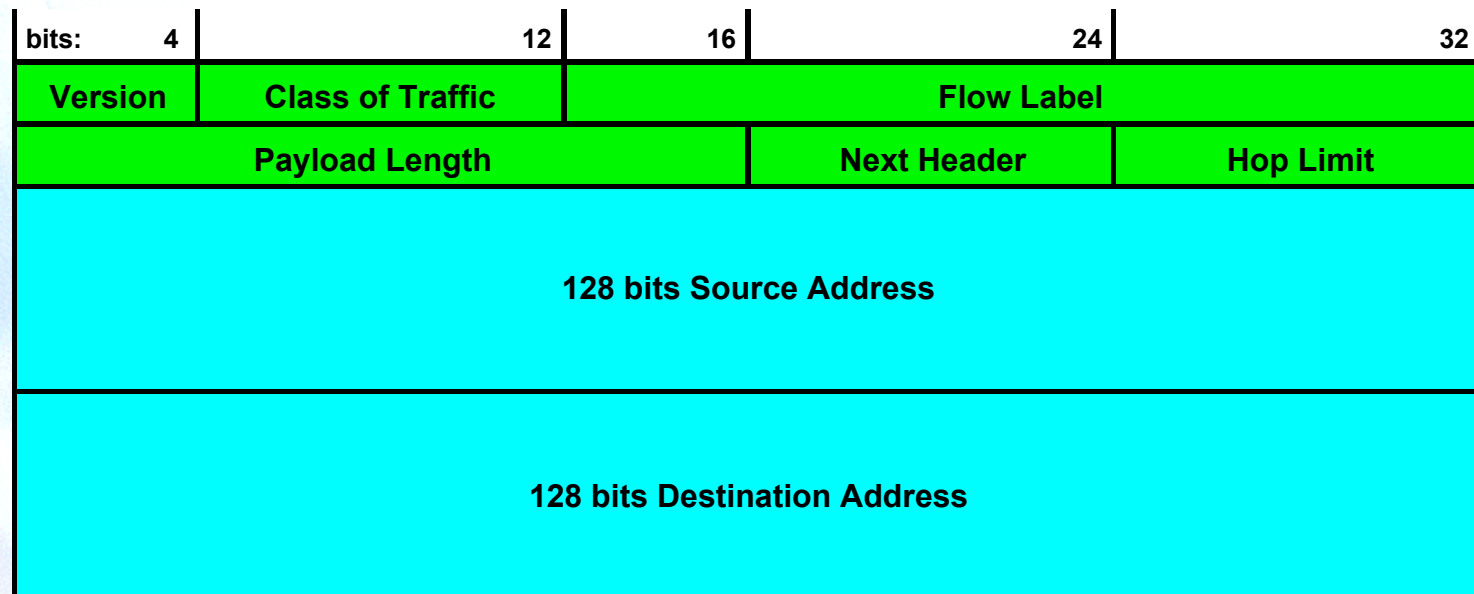 bits: 4 12 16 24 32
Version Class of Traffic Flow Label
Payload Length Next Header Hop Limit
128 bits Source Address
128 bits Destination Address